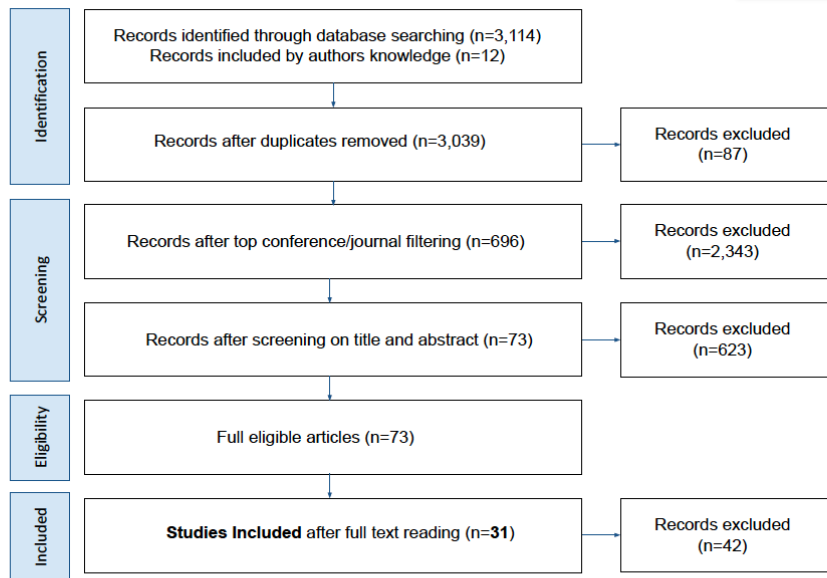 Identification
Records identified through database searching (n=3,114)
Records included by authors knowledge (n=12)
Records after duplicates removed (n=3,039)
Records excluded
(n=87)
Screening
Records after top conference/journal filtering (n=696)
Records excluded
(n=2,343)
Records after screening on title and abstract (n=73)
Records excluded
(n=623)
Eligibility
Full eligible articles (n=73)
Included
Studies Included after full text reading (n=31)
Records excluded
(n=42)